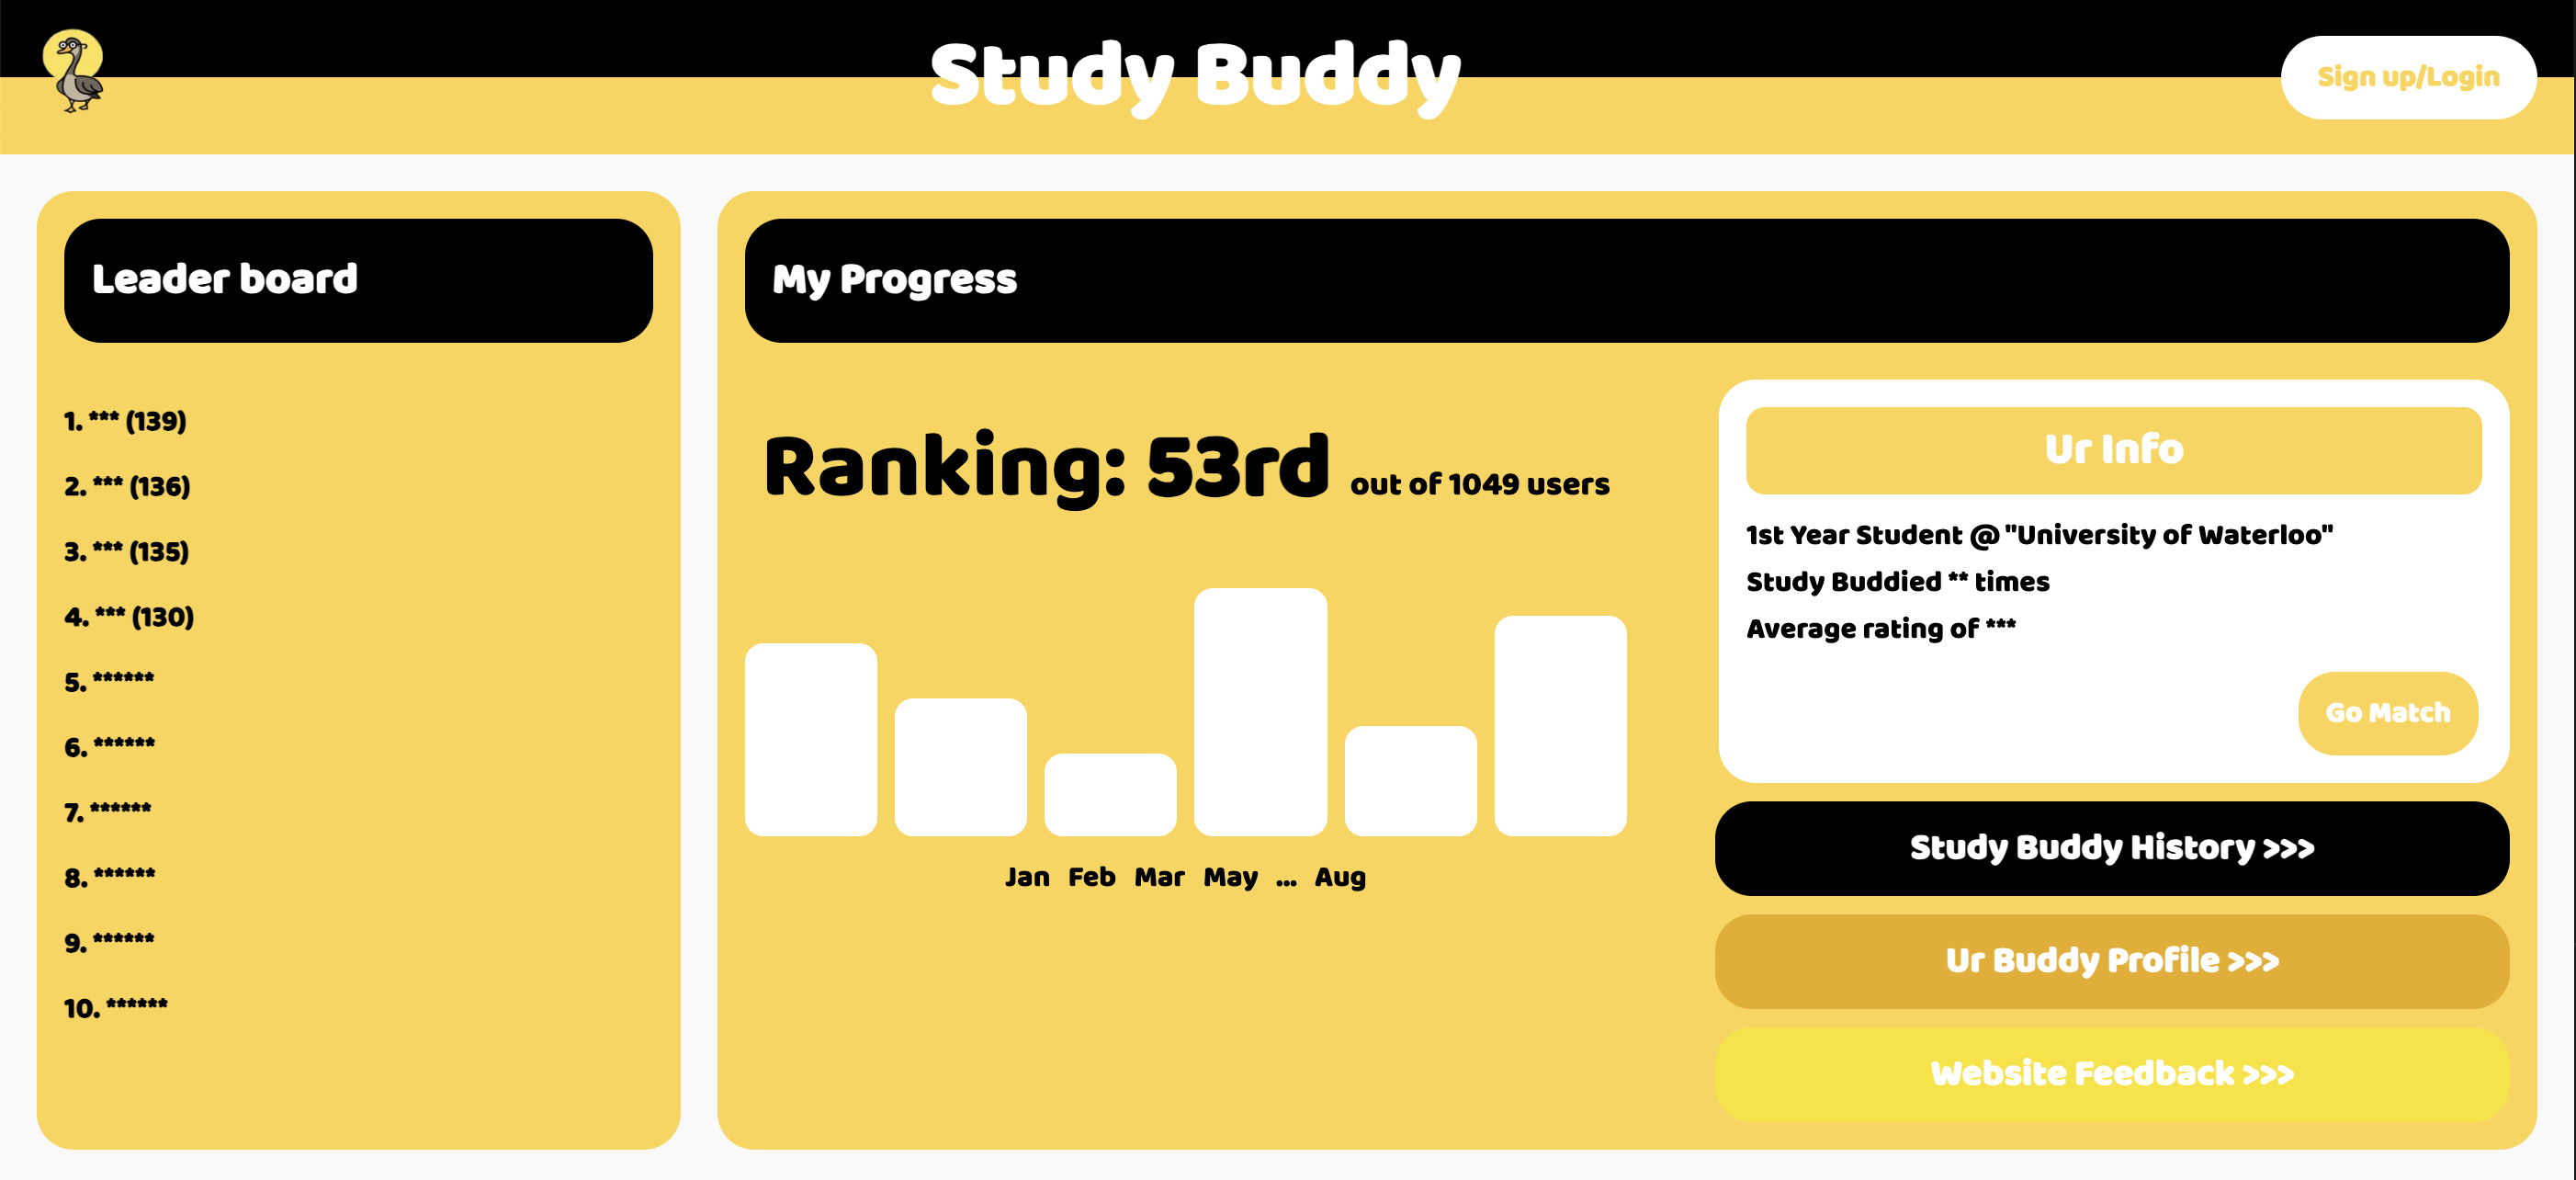 Study Buddy
Sign up/Login
Leader board
1. *** (139)
2. *** (136)
3. *** (135)
4. *** (130)
5. ******
6. ******
7. ******
8. ******
9. ******
10. ******
My Progress
Ranking: 53rd out of 1049 users
Jan Feb Mar May ... Aug
Ur Info
1st Year Student @ "University of Waterloo"
Study Buddied ** times
Average rating of ***
Go Match
Study Buddy History >>>
Ur Buddy Profile >>>
Website Feedback >>>